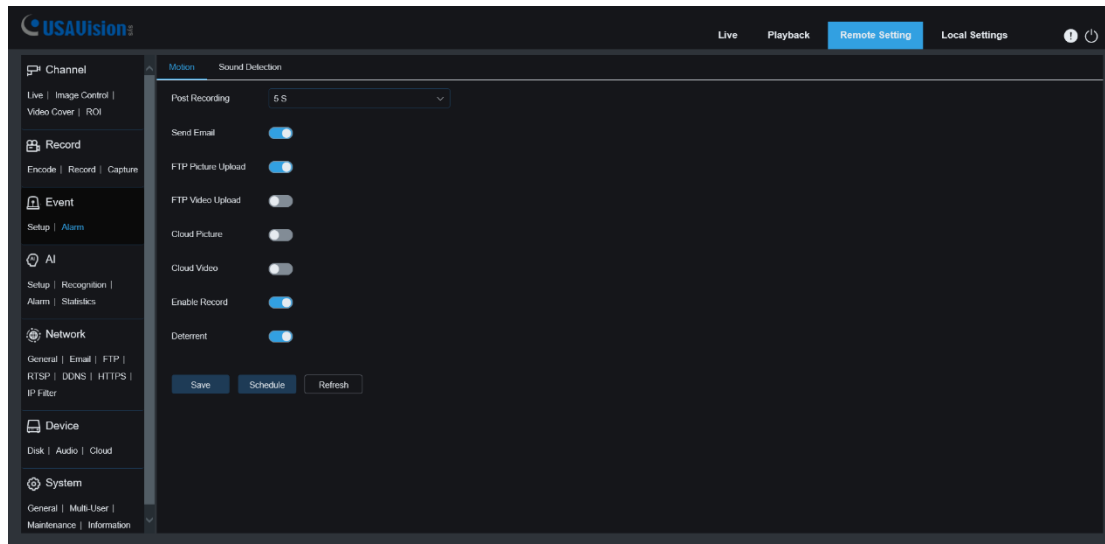 USAVision
Live Playback Remote Setting Local Settings
Channel
Live | Image Control |
Video Cover | ROI
Record
Encode | Record | Capture
Event
Setup | Alarm
AI
Setup | Recognition |
Alarm | Statistics
Network
General | Email | FTP |
RTSP | DDNS | HTTPS |
IP Filter
Device
Disk | Audio | Cloud
System
General | Multi-User |
Maintenance | Information
Motion Sound Detection
Post Recording 5 S
Send Email
FTP Picture Upload
FTP Video Upload
Cloud Picture
Cloud Video
Enable Record
Deterrent
Save Schedule Refresh